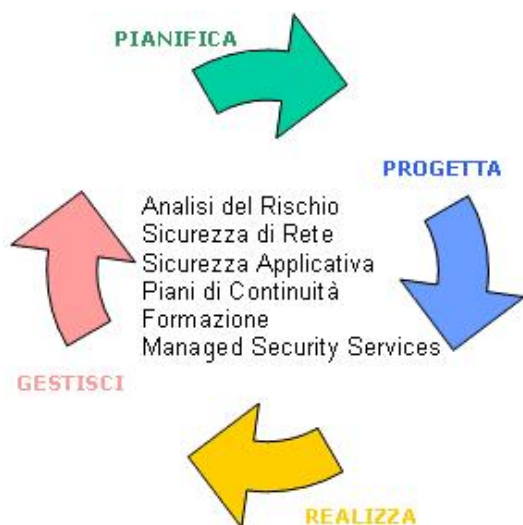 PIANIFICA
PROGETTA
Analisi del Rischio
Sicurezza di Rete
Sicurezza Applicativa
Piani di Continuità
Formazione
Managed Security Services
GESTISCI
REALIZZA